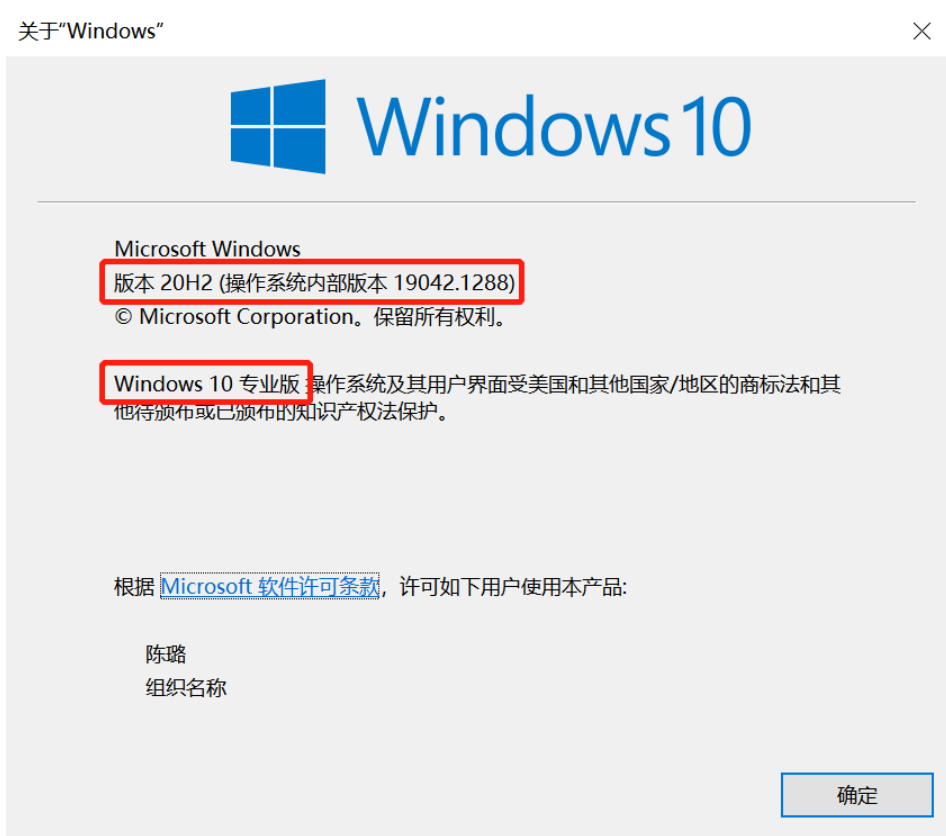 关于“Windows”
Windows 10
Microsoft Windows
版本 20H2 (操作系统内部版本 19042.1288)
© Microsoft Corporation。保留所有权利。
Windows 10 专业版 操作系统及其用户界面受美国和其他国家/地区的商标法和其
他待颁布或已颁布的知识产权法保护。
根据 Microsoft 软件许可条款，许可如下用户使用本产品:
陈璐
组织名称
确定